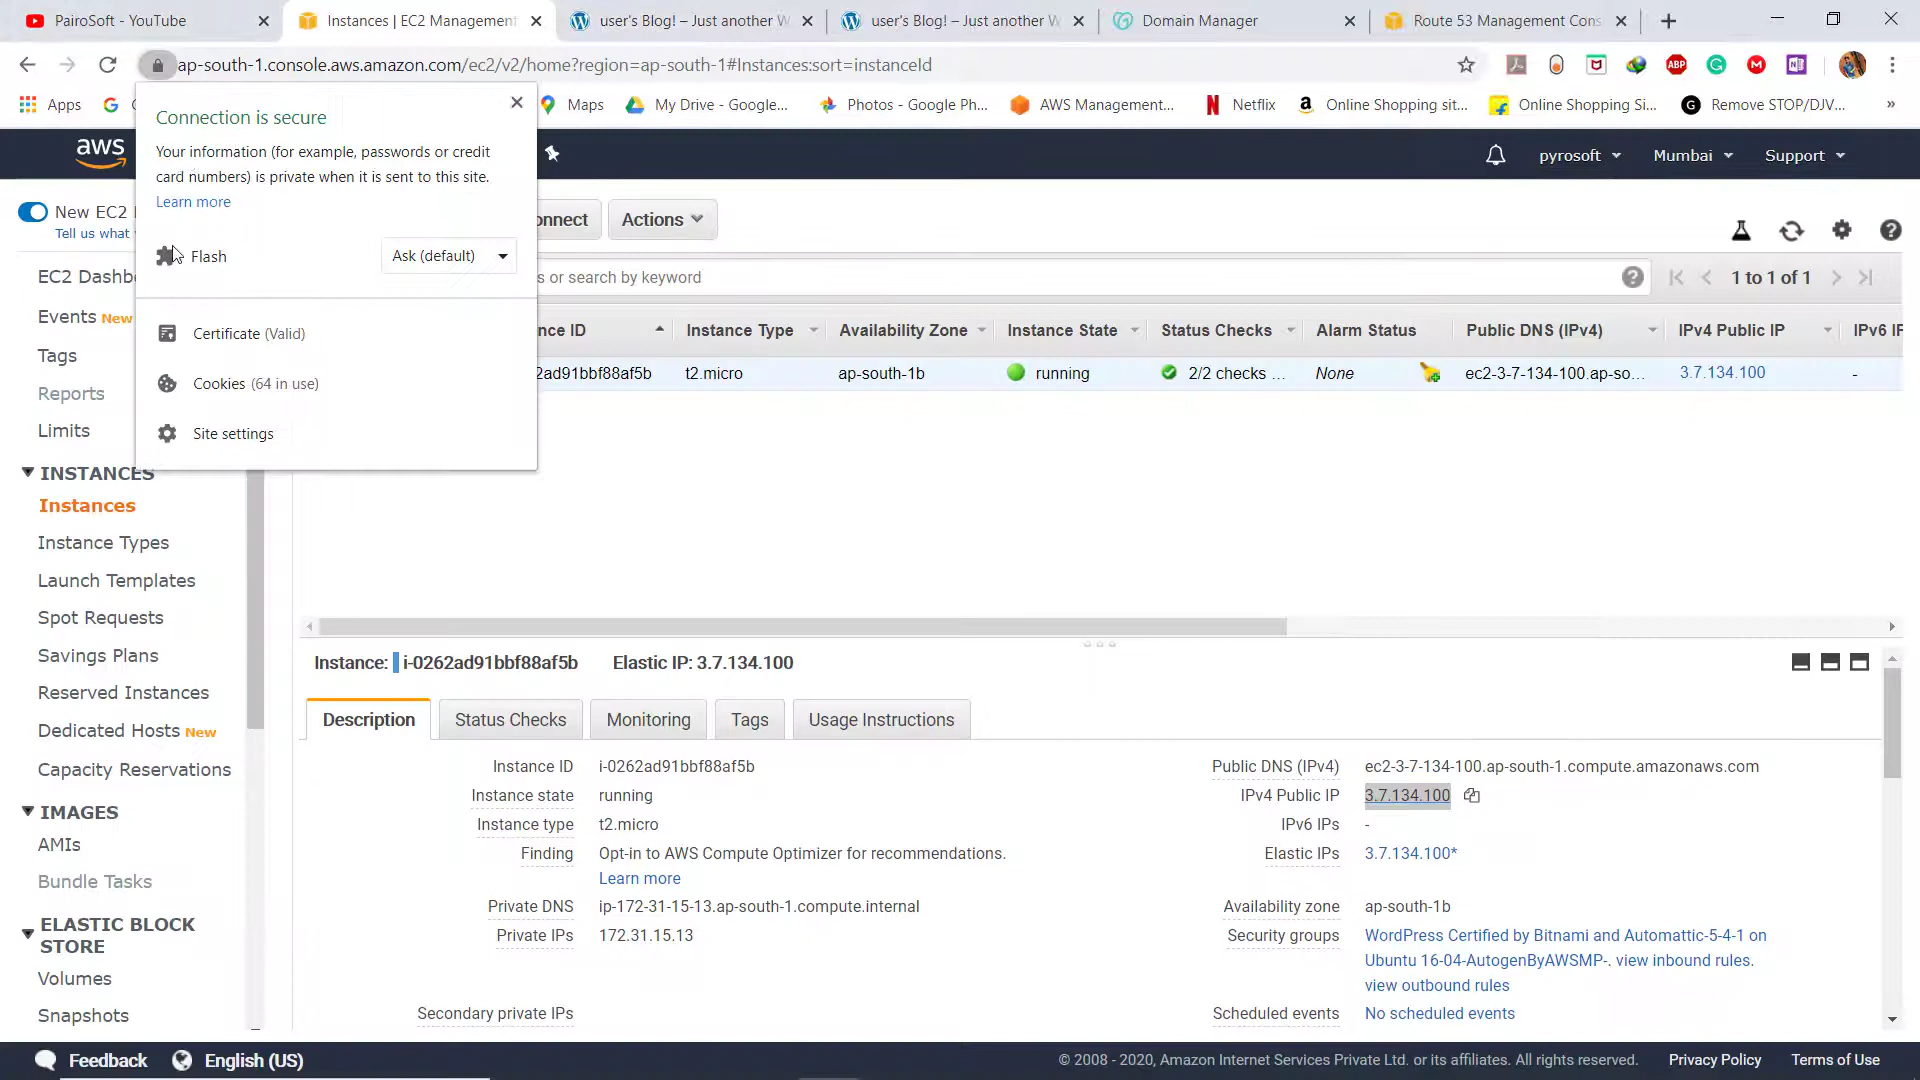 PairoSoft - YouTube
Instances | EC2 Management
user's Blog! – Just another W
user's Blog! – Just another W
Domain Manager
Route 53 Management Cons
ap-south-1.console.aws.amazon.com/ec2/v2/home?region=ap-south-1#Instances:sort=instanceId
ABP
Apps
Maps
My Drive - Google...
Photos - Google Ph...
AWS Management...
Netflix
Online Shopping sit...
Online Shopping Si...
Remove STOP/DJV...
»
Connection is secure
Your information (for example, passwords or credit
card numbers) is private when it is sent to this site.
Learn more
Flash
Ask (default)
Certificate (Valid)
Cookies (64 in use)
Site settings
aws
pyrosoft
Mumbai
Support
New EC2
Tell us what
onnect
Actions
s or search by keyword
1 to 1 of 1
nce ID
Instance Type
Availability Zone
Instance State
Status Checks
Alarm Status
Public DNS (IPv4)
IPv4 Public IP
IPv6 IF
2ad91bbf88af5b
t2.micro
ap-south-1b
running
2/2 checks ...
None
ec2-3-7-134-100.ap-so...
3.7.134.100
-
EC2 Dashb
Events New
Tags
Reports
Limits
INSTANCES
Instances
Instance Types
Launch Templates
Spot Requests
Savings Plans
Reserved Instances
Dedicated Hosts New
Capacity Reservations
IMAGES
AMIs
Bundle Tasks
ELASTIC BLOCK
STORE
Volumes
Snapshots
Instance: i-0262ad91bbf88af5b
Elastic IP: 3.7.134.100
Description
Status Checks
Monitoring
Tags
Usage Instructions
Instance ID i-0262ad91bbf88af5b
Instance state running
Instance type t2.micro
Finding Opt-in to AWS Compute Optimizer for recommendations.
Learn more
Private DNS ip-172-31-15-13.ap-south-1.compute.internal
Private IPs 172.31.15.13
Secondary private IPs
Public DNS (IPv4) ec2-3-7-134-100.ap-south-1.compute.amazonaws.com
IPv4 Public IP 3.7.134.100
IPv6 IPs -
Elastic IPs 3.7.134.100*
Availability zone ap-south-1b
Security groups WordPress Certified by Bitnami and Automattic-5-4-1 on
Ubuntu 16-04-AutogenByAWSMP-. view inbound rules.
view outbound rules
Scheduled events No scheduled events
Feedback
English (US)
© 2008 - 2020, Amazon Internet Services Private Ltd. or its affiliates. All rights reserved.
Privacy Policy
Terms of Use